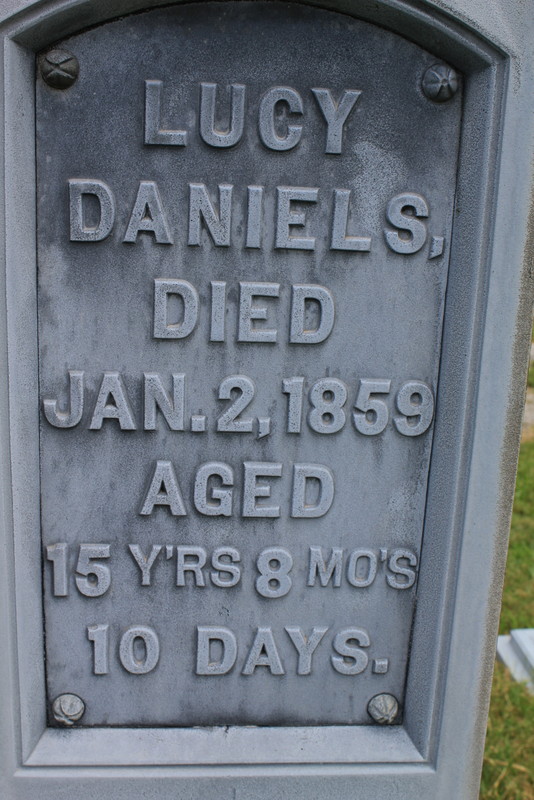 LUCY
DANIELS,
DIED
JAN. 2, 1859
AGED
15 Y'RS 8 MO'S
10 DAYS.